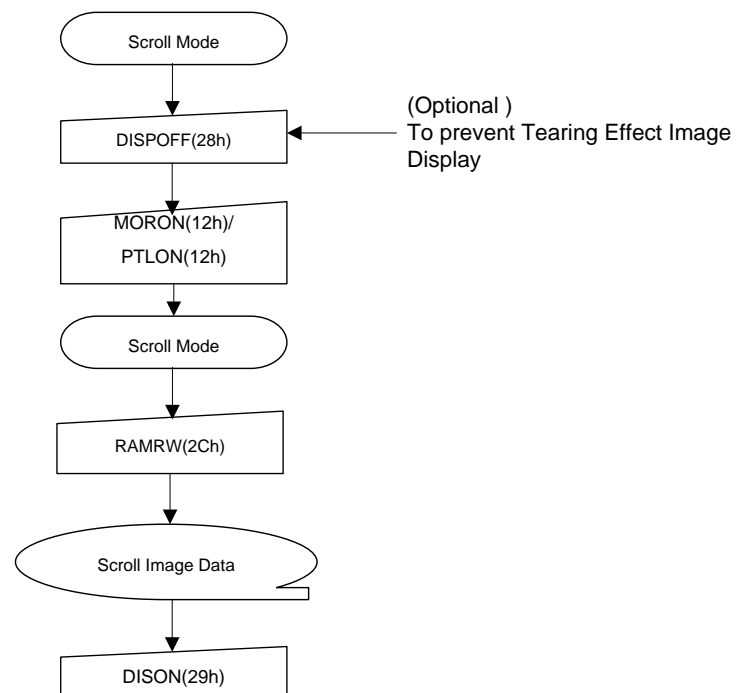 Scroll Mode
(Optional )
To prevent Tearing Effect Image
Display
DISPOFF(28h)
MORON(12h)/
PTLON(12h)
Scroll Mode
RAMRW(2Ch)
Scroll Image Data
DISON(29h)